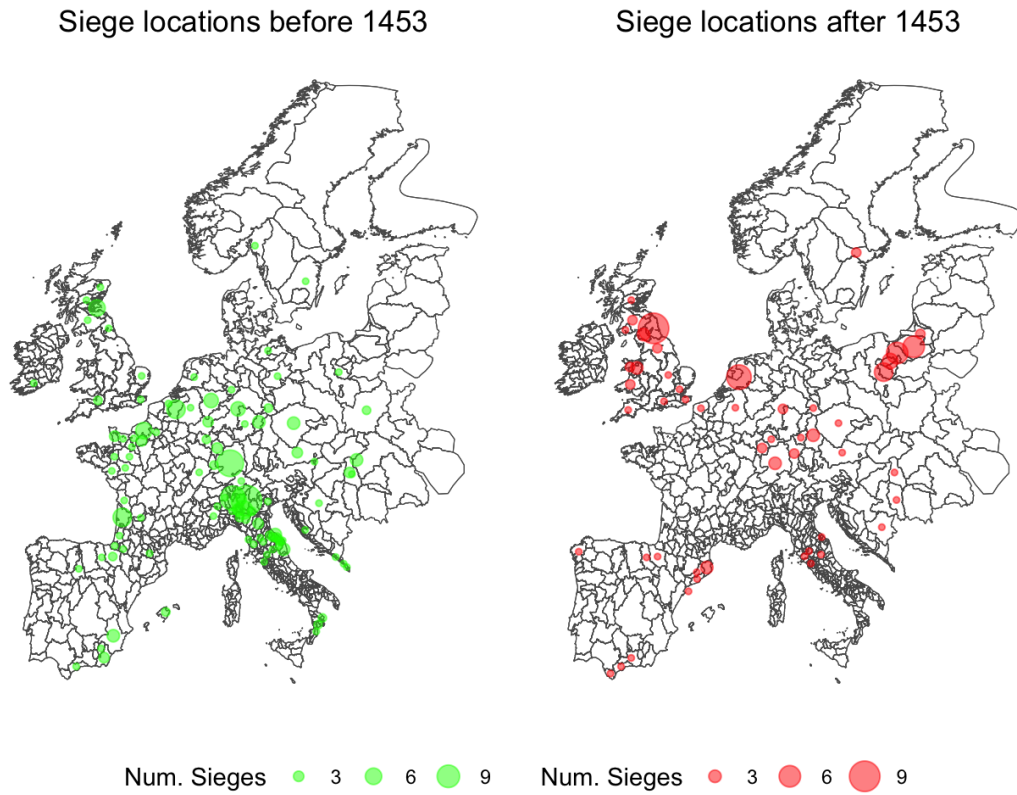 Siege locations before 1453
Siege locations after 1453
Num. Sieges 3 6 9
Num. Sieges 3 6 9